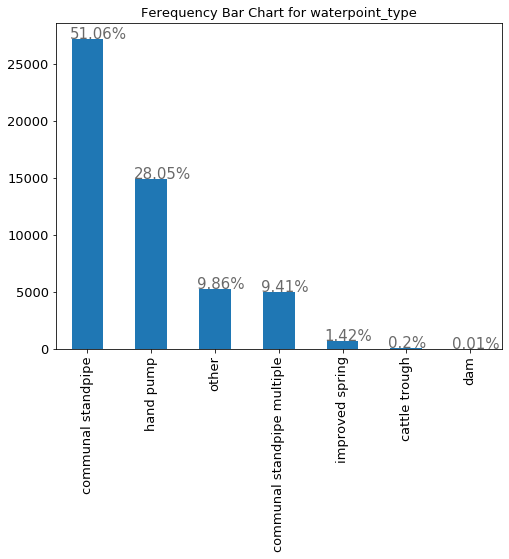 Ferequency Bar Chart for waterpoint_type
51.06%
28.05%
9.86%
9.41%
1.42%
0.2%
0.01%
25000
20000
15000
10000
5000
0
communal standpipe
hand pump
other
communal standpipe multiple
improved spring
cattle trough
dam